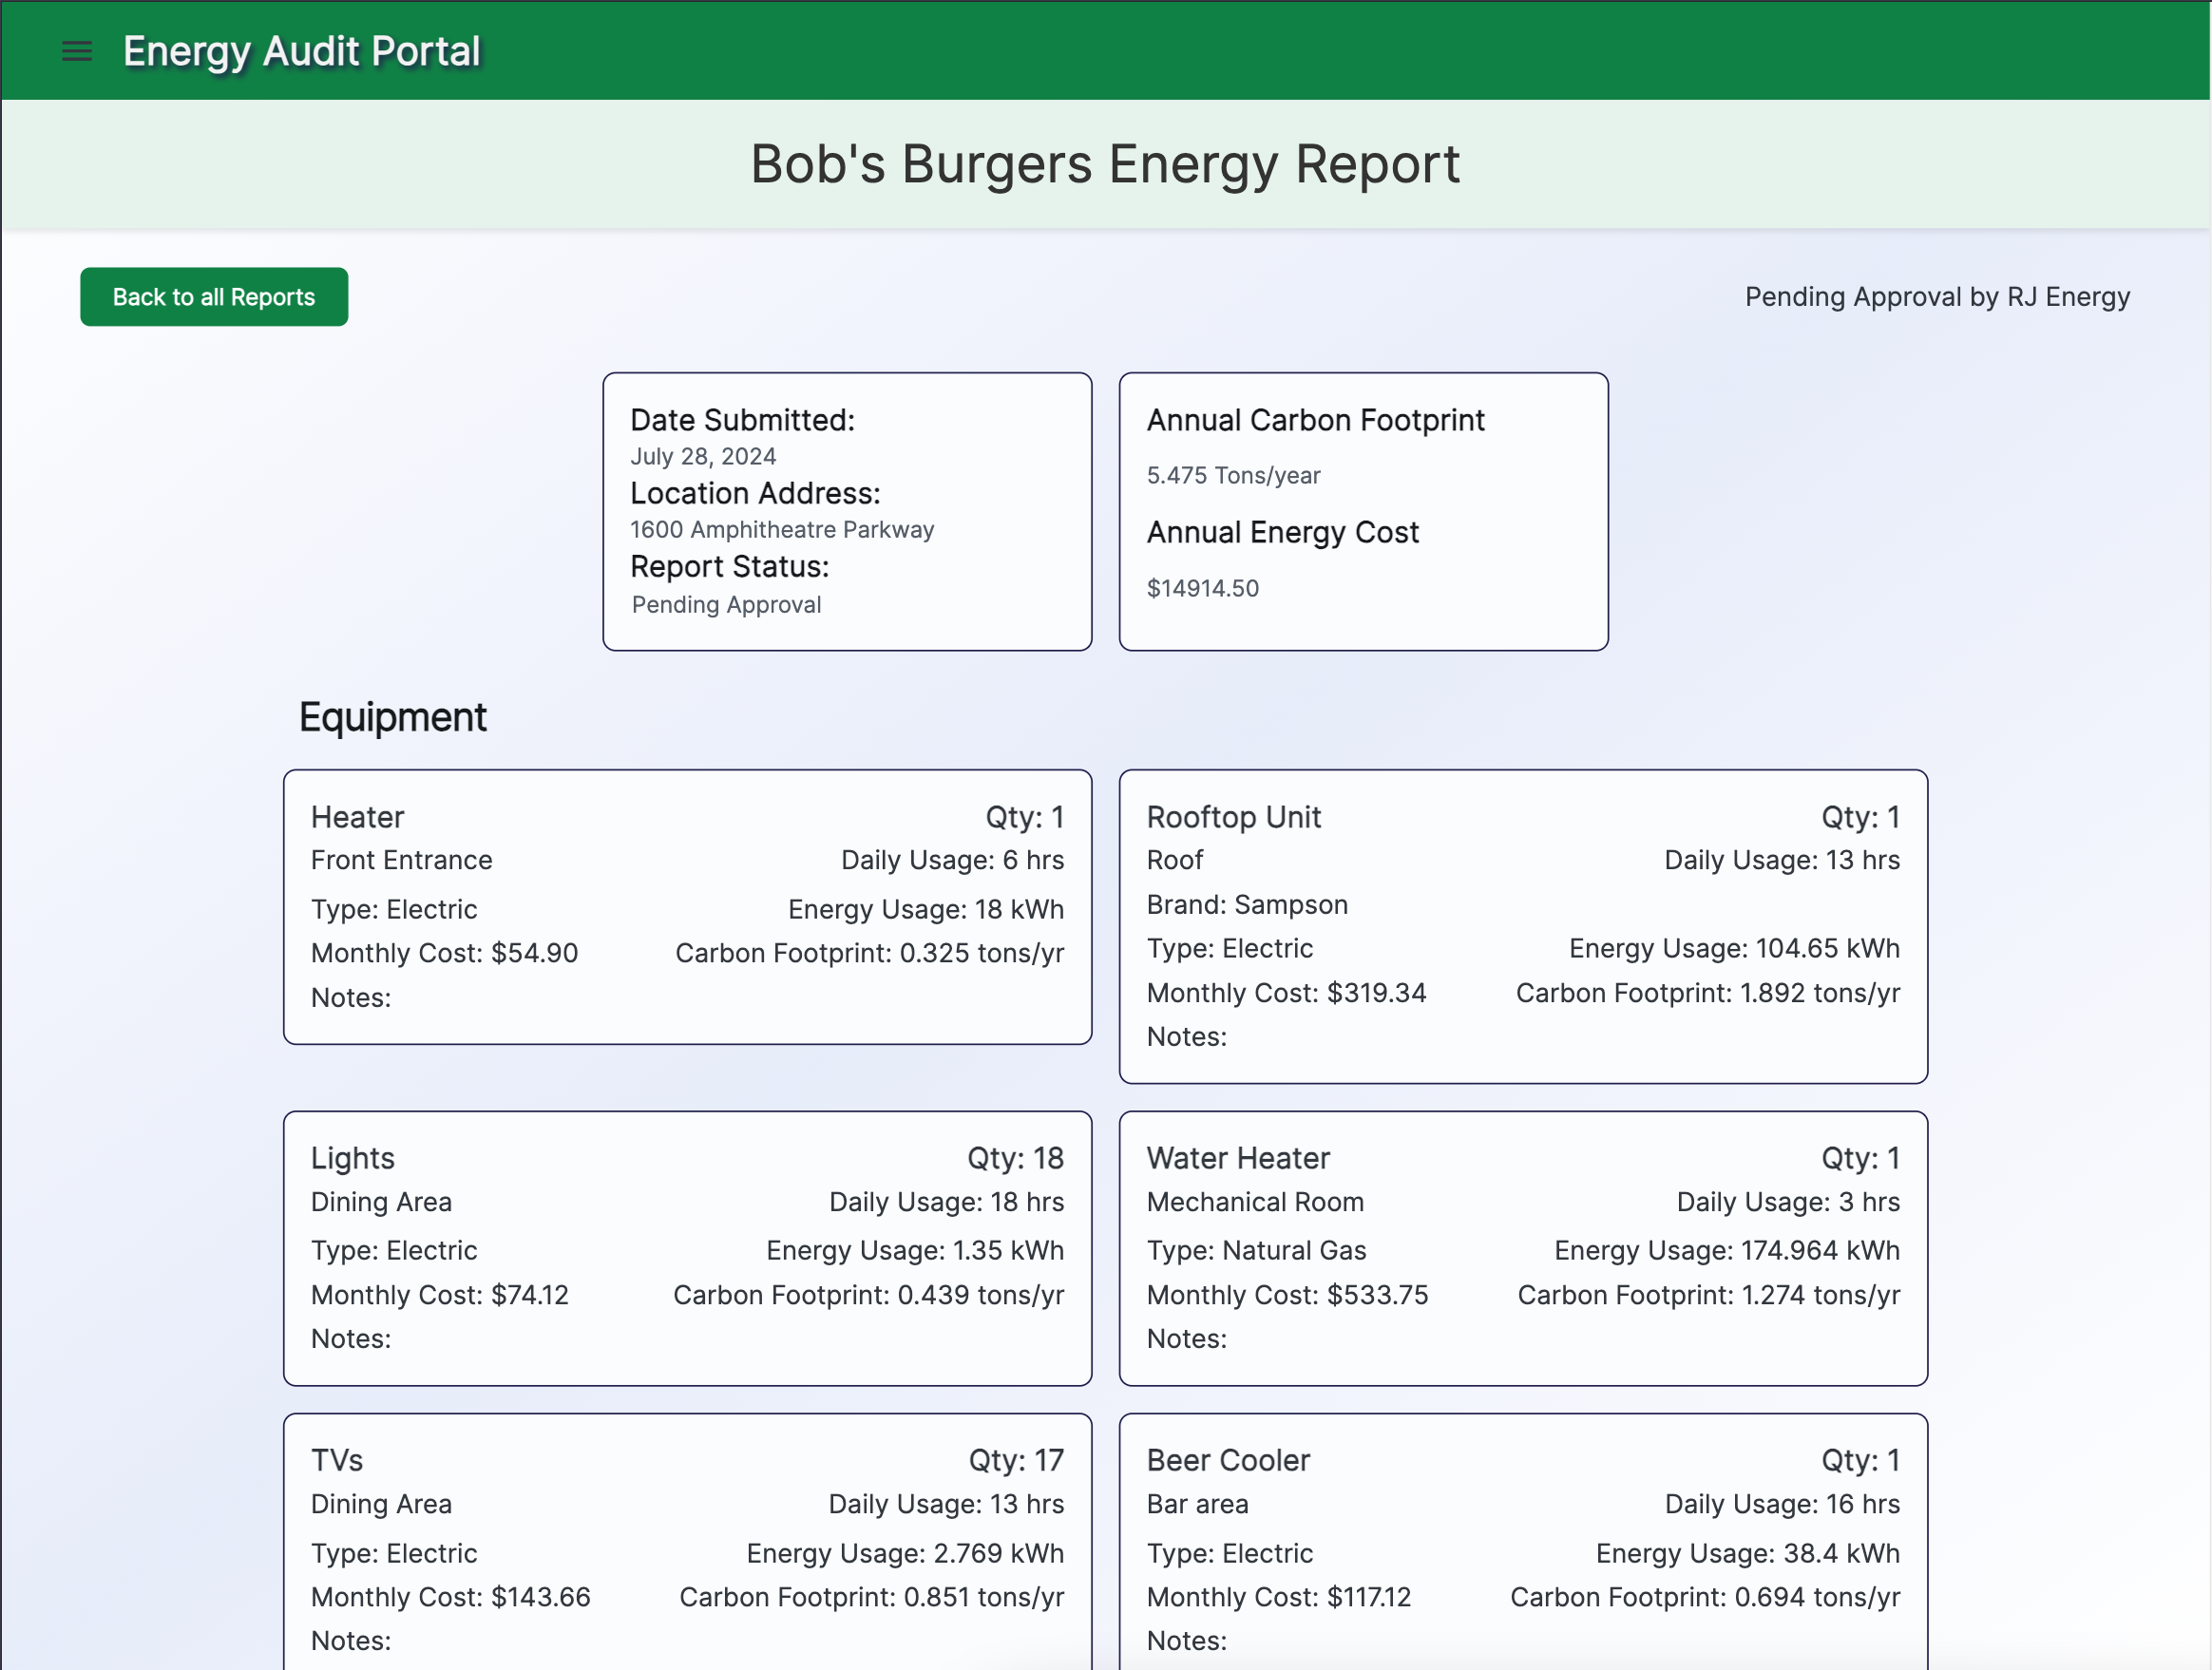 Energy Audit Portal
Bob's Burgers Energy Report
Back to all Reports
Pending Approval by RJ Energy
Date Submitted:
July 28, 2024
Location Address:
1600 Amphitheatre Parkway
Report Status:
Pending Approval
Annual Carbon Footprint
5.475 Tons/year
Annual Energy Cost
$14914.50
Equipment
Heater Qty: 1
Front Entrance Daily Usage: 6 hrs
Type: Electric Energy Usage: 18 kWh
Monthly Cost: $54.90 Carbon Footprint: 0.325 tons/yr
Notes:
Rooftop Unit Qty: 1
Roof Daily Usage: 13 hrs
Brand: Sampson
Type: Electric Energy Usage: 104.65 kWh
Monthly Cost: $319.34 Carbon Footprint: 1.892 tons/yr
Notes:
Lights Qty: 18
Dining Area Daily Usage: 18 hrs
Type: Electric Energy Usage: 1.35 kWh
Monthly Cost: $74.12 Carbon Footprint: 0.439 tons/yr
Notes:
Water Heater Qty: 1
Mechanical Room Daily Usage: 3 hrs
Type: Natural Gas Energy Usage: 174.964 kWh
Monthly Cost: $533.75 Carbon Footprint: 1.274 tons/yr
Notes:
TVs Qty: 17
Dining Area Daily Usage: 13 hrs
Type: Electric Energy Usage: 2.769 kWh
Monthly Cost: $143.66 Carbon Footprint: 0.851 tons/yr
Notes:
Beer Cooler Qty: 1
Bar area Daily Usage: 16 hrs
Type: Electric Energy Usage: 38.4 kWh
Monthly Cost: $117.12 Carbon Footprint: 0.694 tons/yr
Notes: